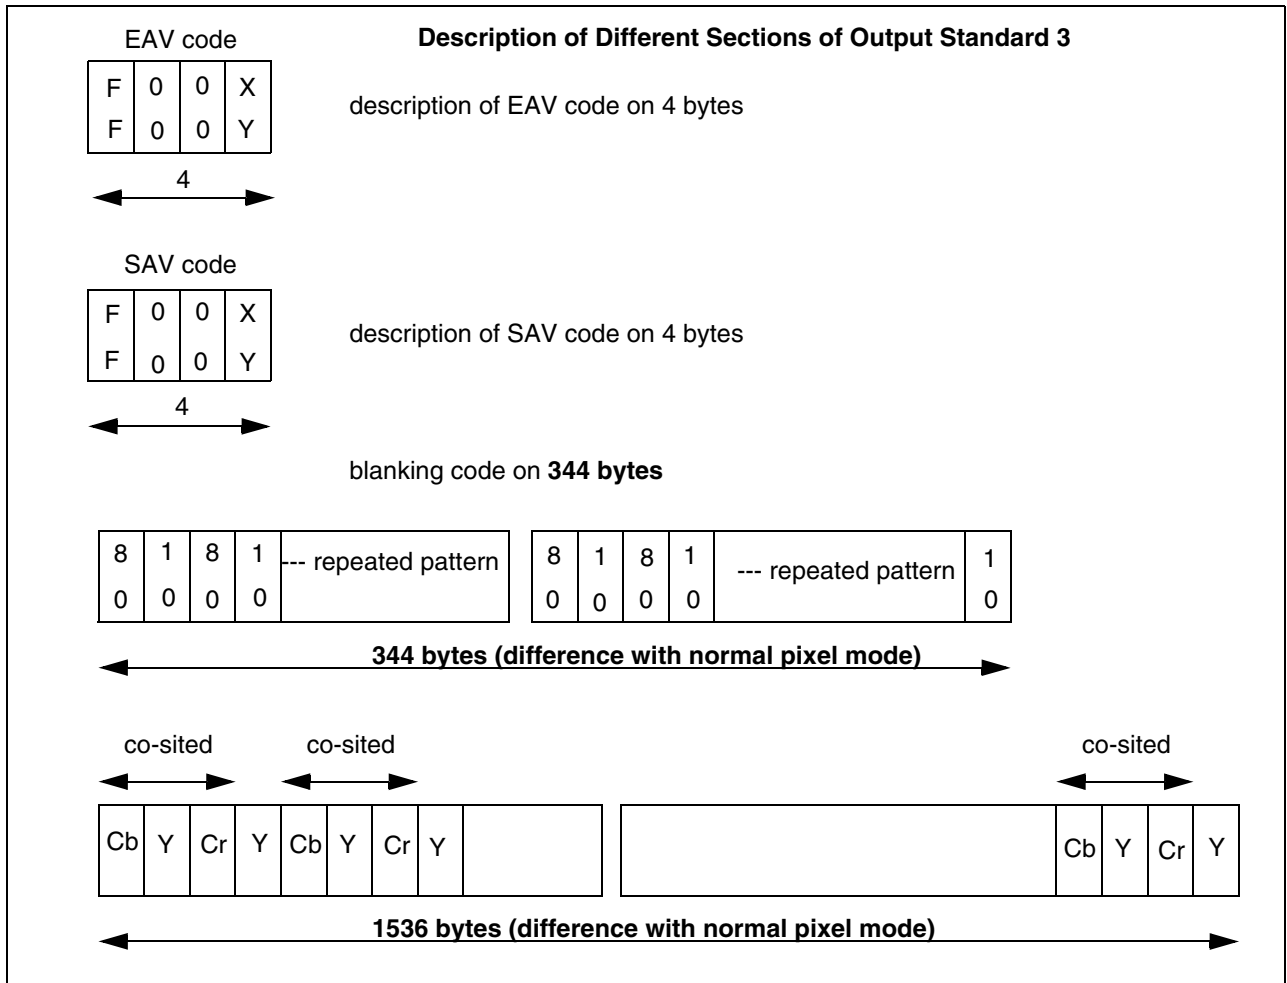 EAV code
Description of Different Sections of Output Standard 3
F 0 0 X
F 0 0 Y
description of EAV code on 4 bytes
4
SAV code
F 0 0 X
F 0 0 Y
description of SAV code on 4 bytes
4
blanking code on 344 bytes
8 1 8 1 --- repeated pattern 8 1 8 1 --- repeated pattern 1
0 0 0 0 0 0 0 0 0
344 bytes (difference with normal pixel mode)
co-sited co-sited co-sited
Cb Y Cr Y Cb Y Cr Y Cb Y Cr Y
1536 bytes (difference with normal pixel mode)